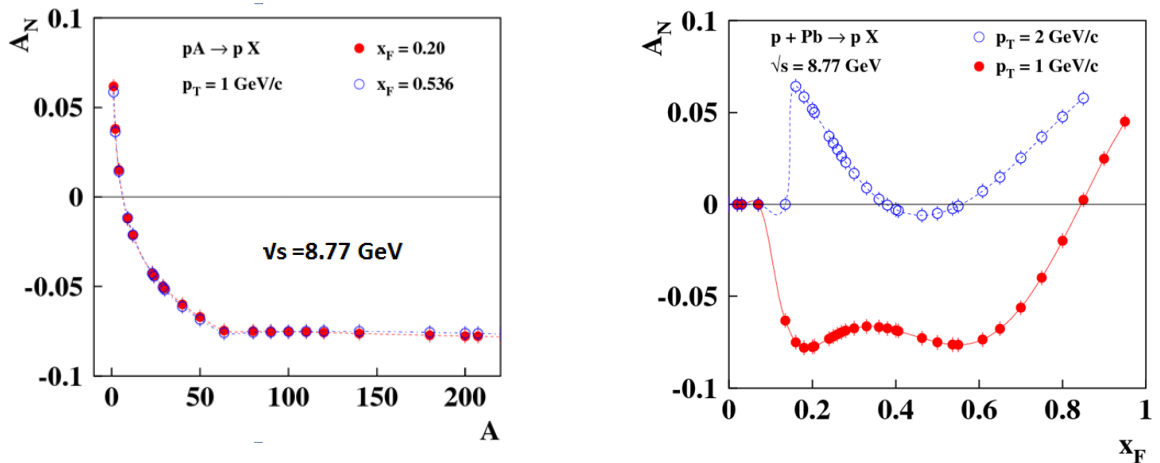 0.1
A_N
pA → p X
x_F = 0.20
p_T = 1 GeV/c
x_F = 0.536
0.05
0
√s =8.77 GeV
-0.05
-0.1
0 50 100 150 200
A
0.1
A_N
p + Pb → p X
p_T = 2 GeV/c
√s = 8.77 GeV
p_T = 1 GeV/c
0.05
0
-0.05
-0.1
0 0.2 0.4 0.6 0.8 1
x_F